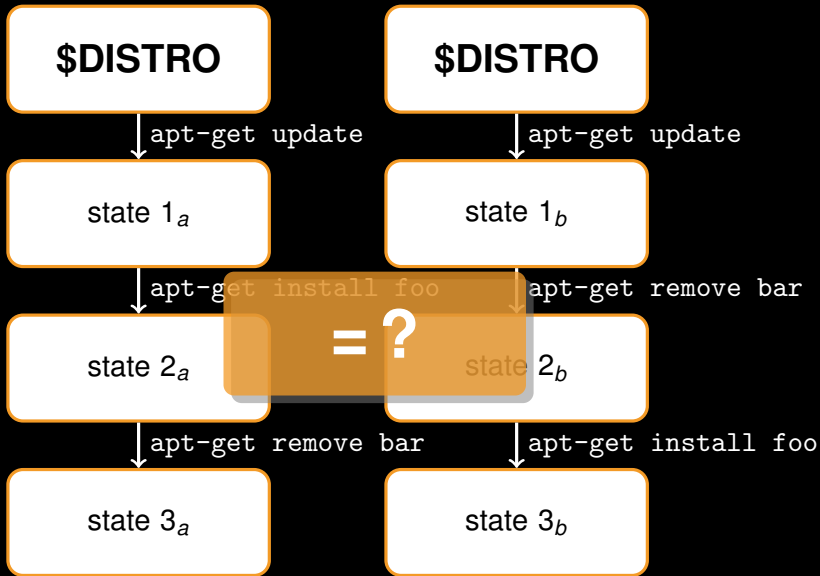 $DISTRO $DISTRO
apt-get update apt-get update
state 1a state 1b
apt-get install foo apt-get remove bar
= ?
state 2a state 2b
apt-get remove bar apt-get install foo
state 3a state 3b